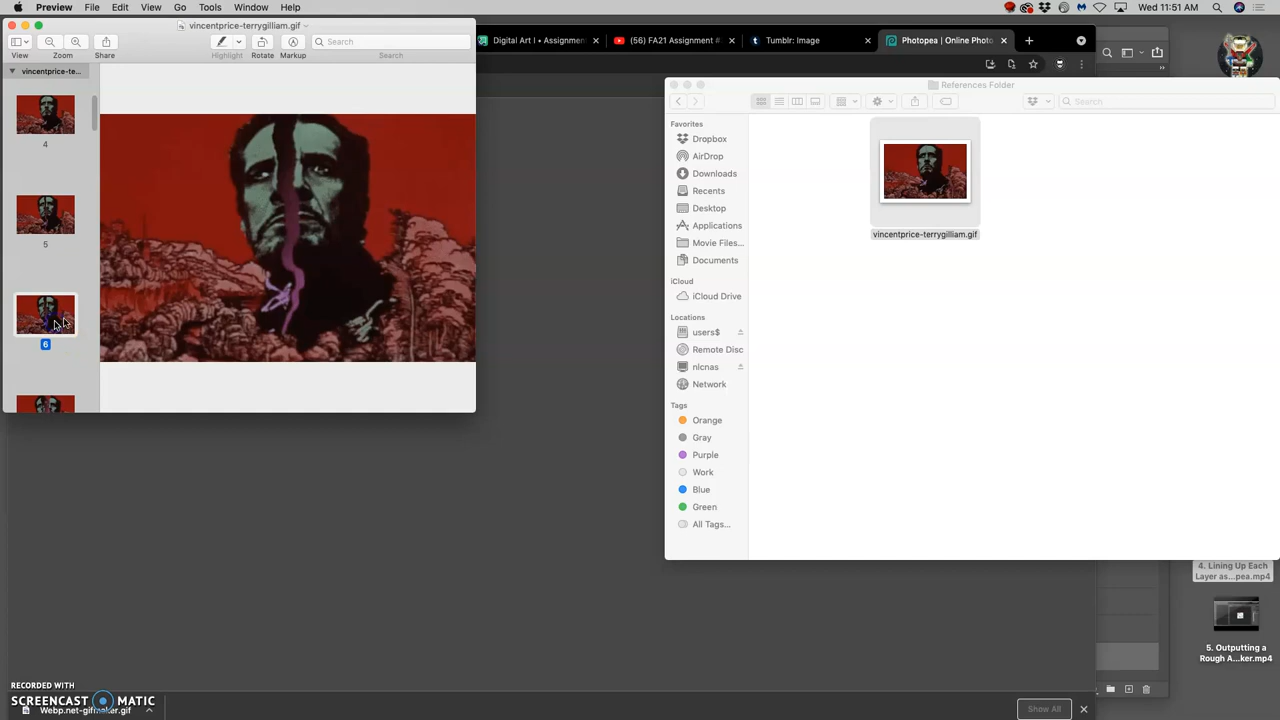 Preview File Edit View Go Tools Window Help
Mon 11:51 AM
vincentprice-terrygilliam.gif
Digital Art I • Assignmen
(56) FA21 Assignment #
Tumblr: Image
Photopea | Online Photo
Search
View Zoom Share Highlight Rotate Markup Search
vincentprice-te...
4
5
6
References Folder
Search
Favorites
Dropbox
AirDrop
Downloads
Recents
Desktop
Applications
Movie Files...
Documents
iCloud
iCloud Drive
Locations
users$
Remote Disc
nlcnas
Network
Tags
Orange
Gray
Purple
Work
Blue
Green
All Tags...
vincentprice-terrygilliam.gif
4. Lining Up Each
Layer as...pea.mp4
5. Outputting a
Rough A...ker.mp4
RECORDED WITH
SCREENCAST MATIC
Webp.net-gifmaker.gif
Show All